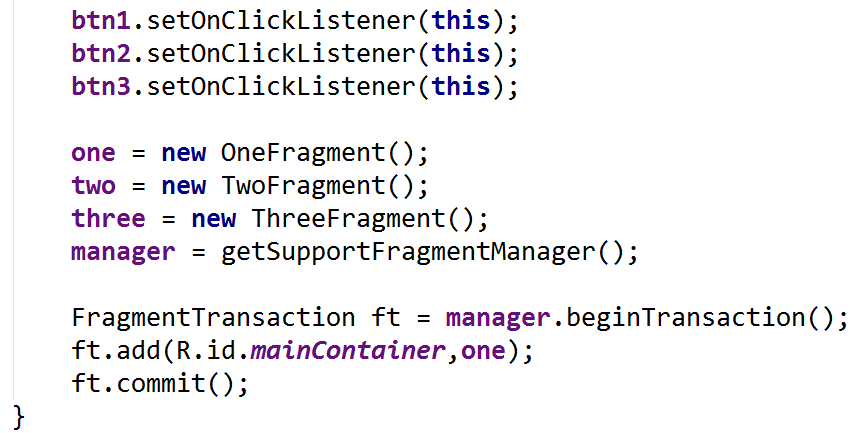 btn1.setOnClickListener(this);
btn2.setOnClickListener(this);
btn3.setOnClickListener(this);
one = new OneFragment();
two = new TwoFragment();
three = new ThreeFragment();
manager = getSupportFragmentManager();
FragmentTransaction ft = manager.beginTransaction();
ft.add(R.id.mainContainer,one);
ft.commit();
}